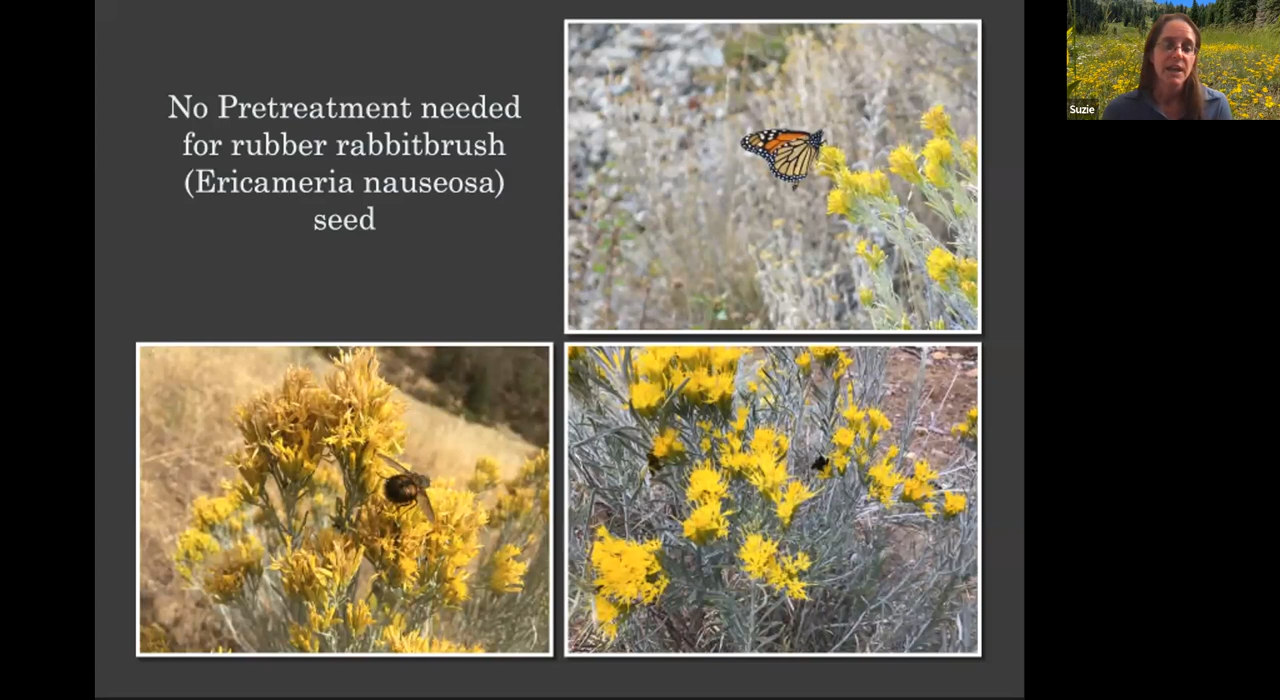 No Pretreatment needed
for rubber rabbitbrush
(Ericameria nauseosa)
seed
Suzie